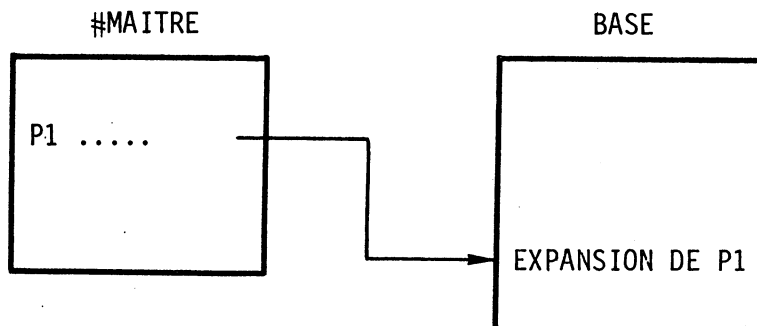 #MAITRE
BASE
P1 .....
EXPANSION DE P1